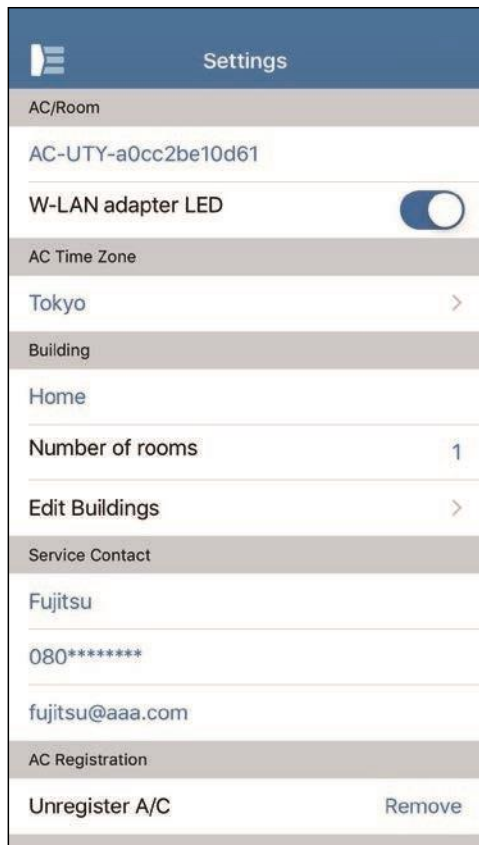 Settings
AC/Room
AC-UTY-a0cc2be10d61
W-LAN adapter LED
AC Time Zone
Tokyo
Building
Home
Number of rooms 1
Edit Buildings
Service Contact
Fujitsu
080********
fujitsu@aaa.com
AC Registration
Unregister A/C Remove